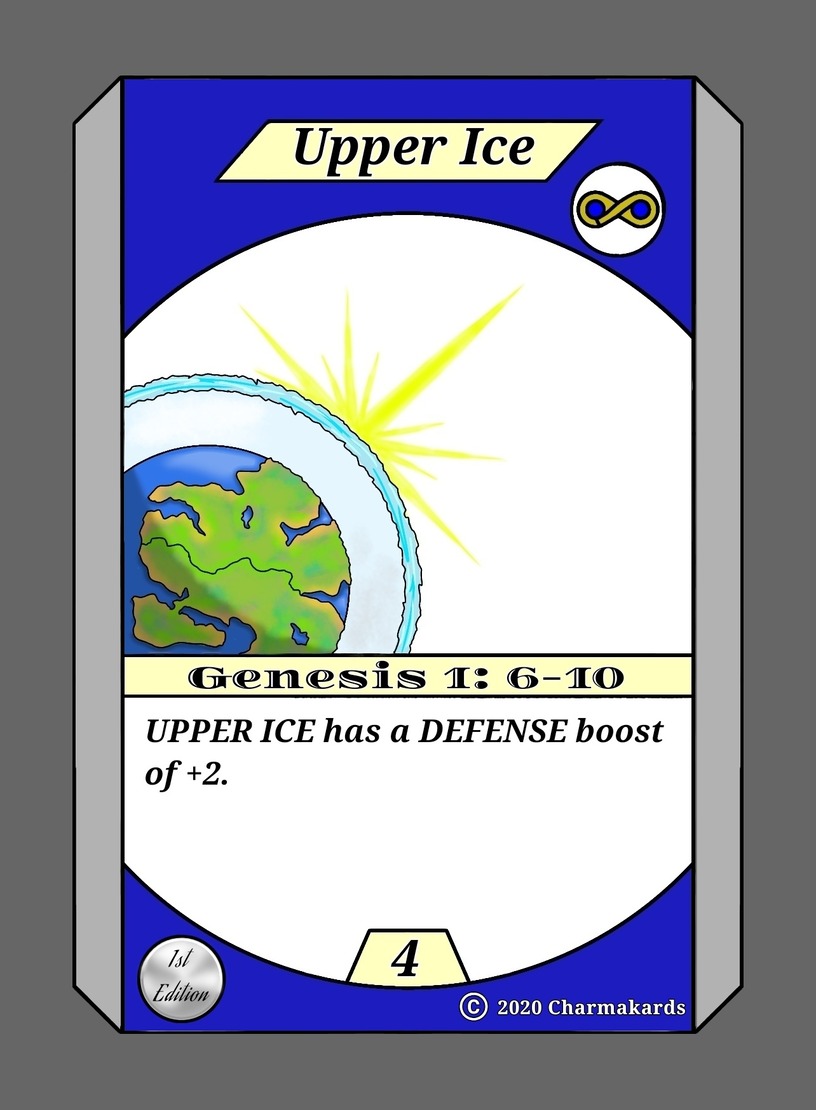 Upper Ice
Genesis 1: 6-10
UPPER ICE has a DEFENSE boost
of +2.
4
1st
Edition
© 2020 Charmakards